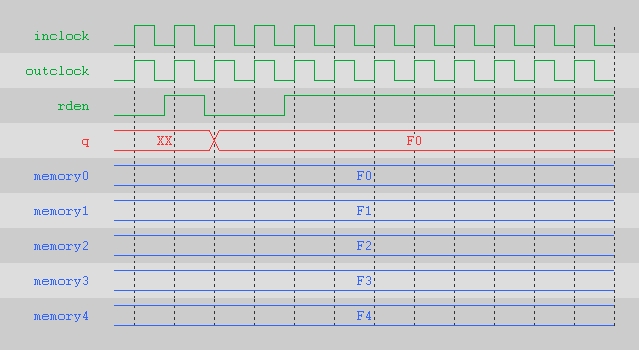 inclock
outclock
rden
q XX F0
memory0 F0
memory1 F1
memory2 F2
memory3 F3
memory4 F4